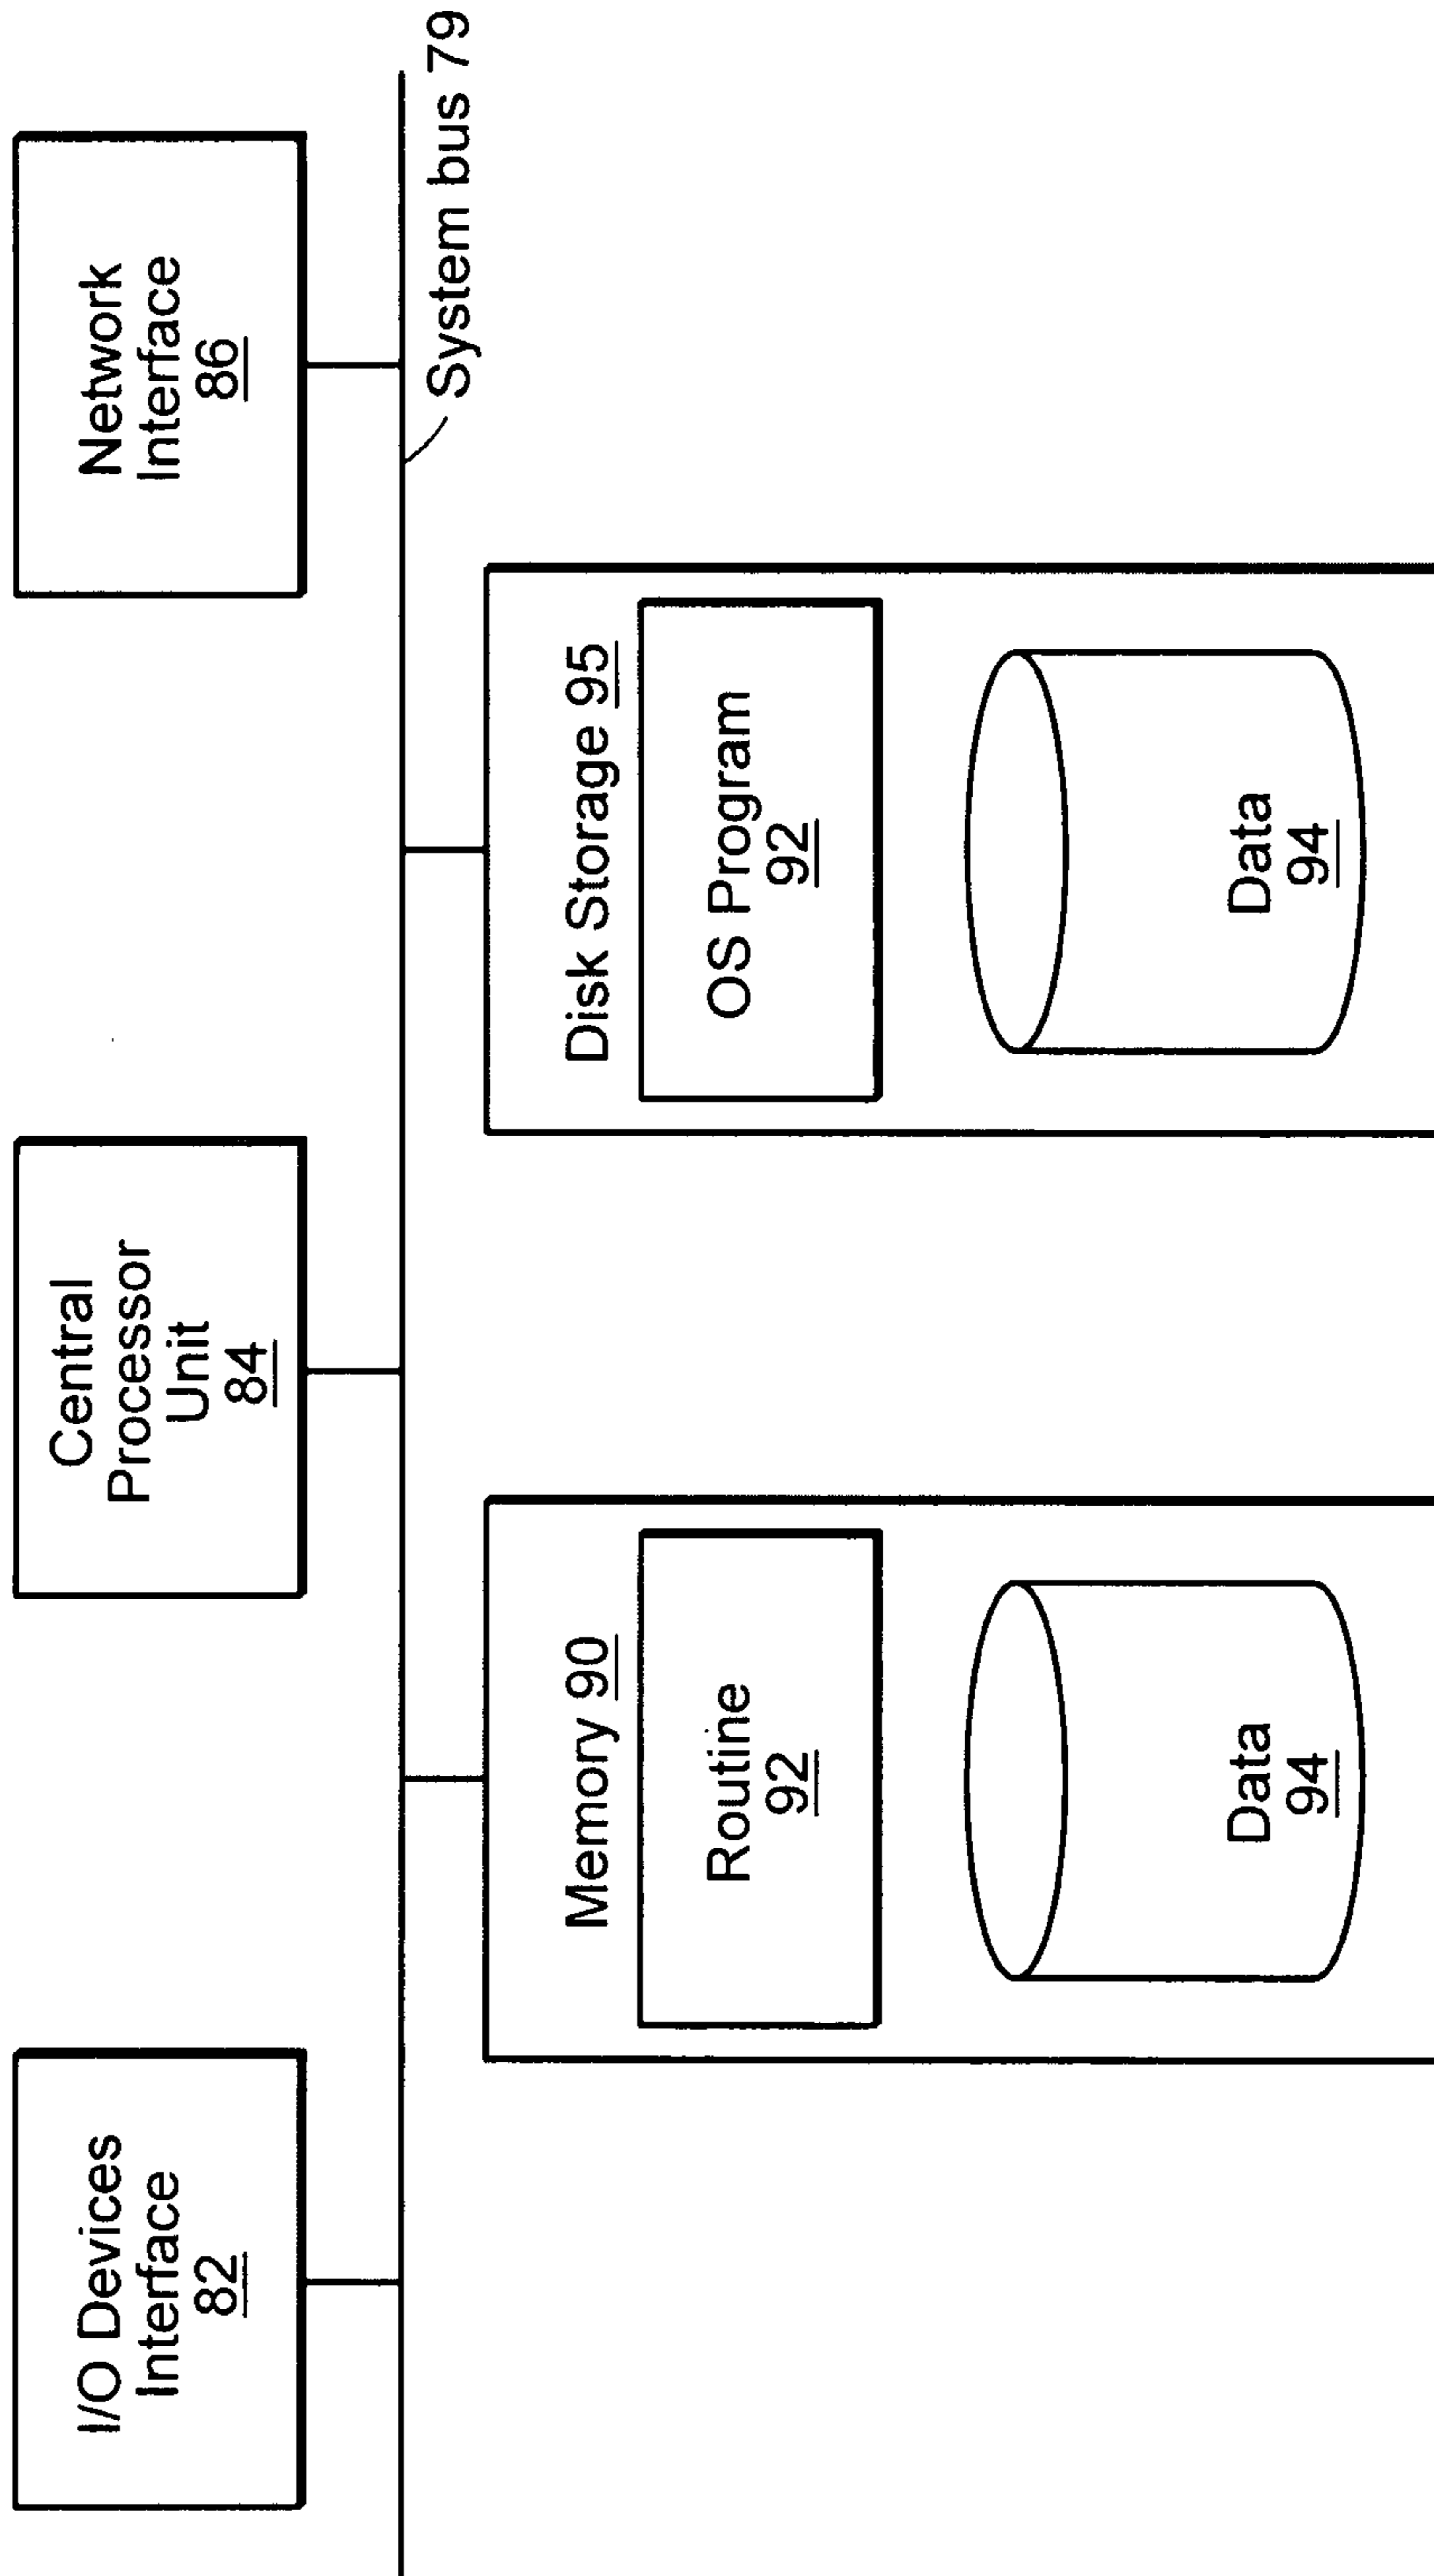 I/O Devices
Interface
82
Central
Processor
Unit
84
Network
Interface
86
System bus 79
Memory 90
Routine
92
Data
94
Disk Storage 95
OS Program
92
Data
94